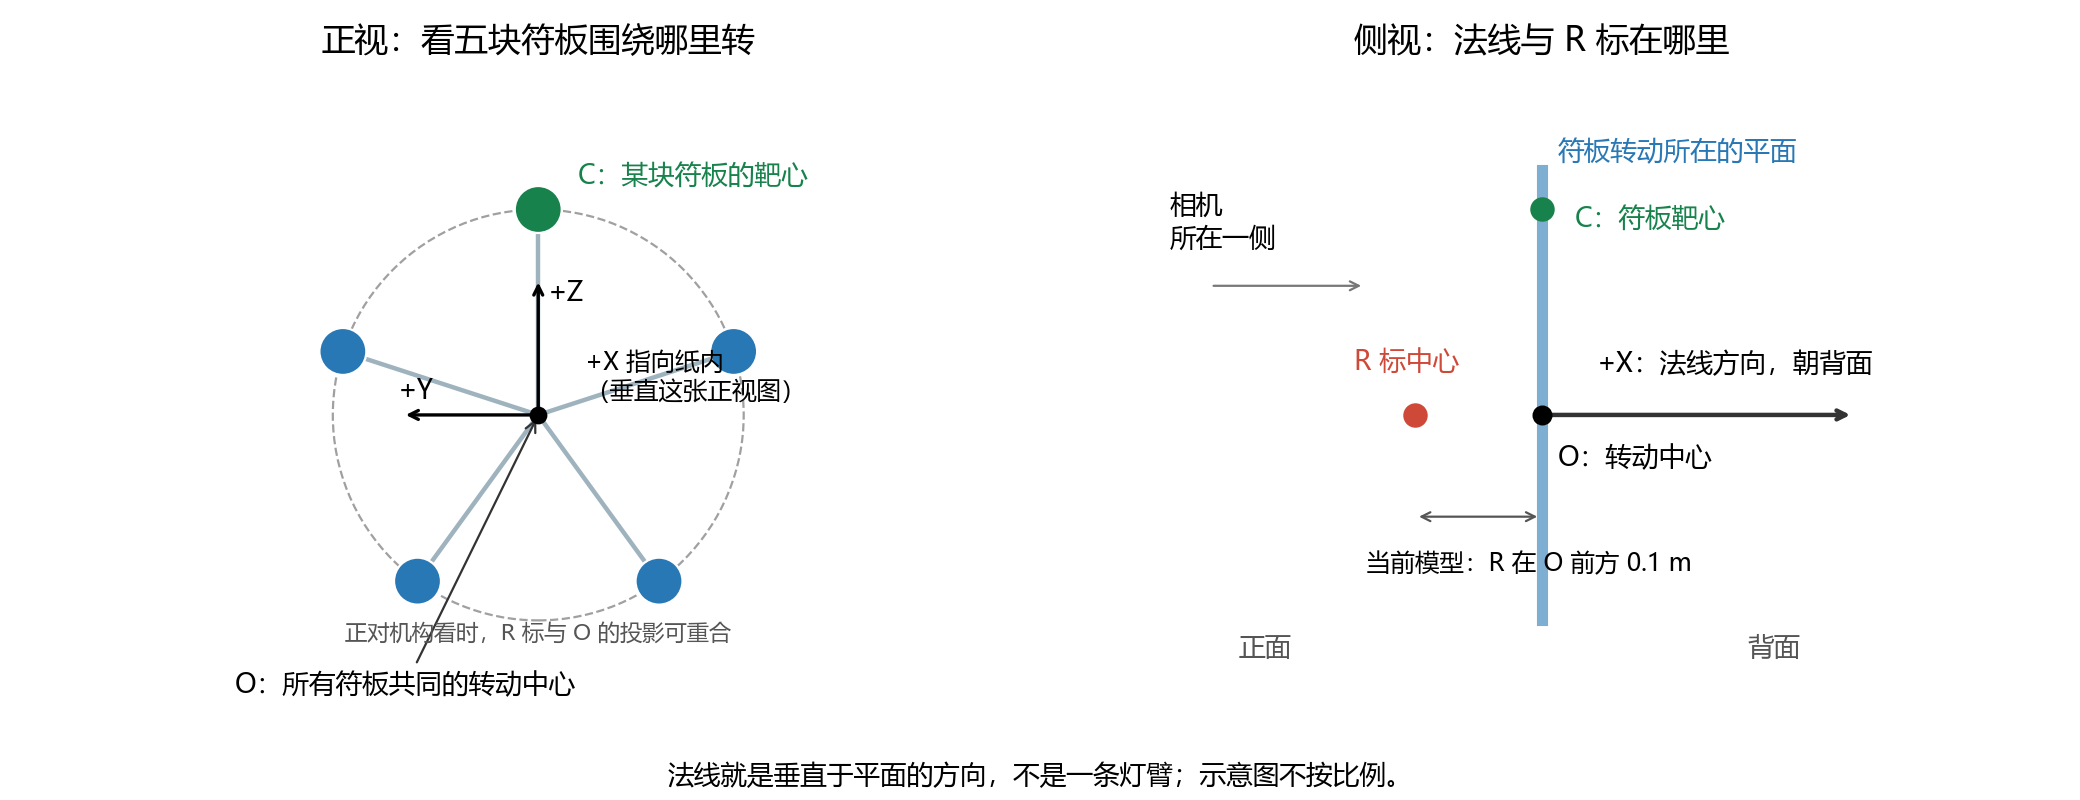 正视：看五块符板围绕哪里转
C：某块符板的靶心
+Z
+X 指向纸内
（垂直这张正视图）
+Y
正对机构看时，R 标与 O 的投影可重合
O：所有符板共同的转动中心
侧视：法线与 R 标在哪里
符板转动所在的平面
相机
所在一侧
C：符板靶心
R 标中心
+X：法线方向，朝背面
O：转动中心
当前模型：R 在 O 前方 0.1 m
正面
背面
法线就是垂直于平面的方向，不是一条灯臂；示意图不按比例。